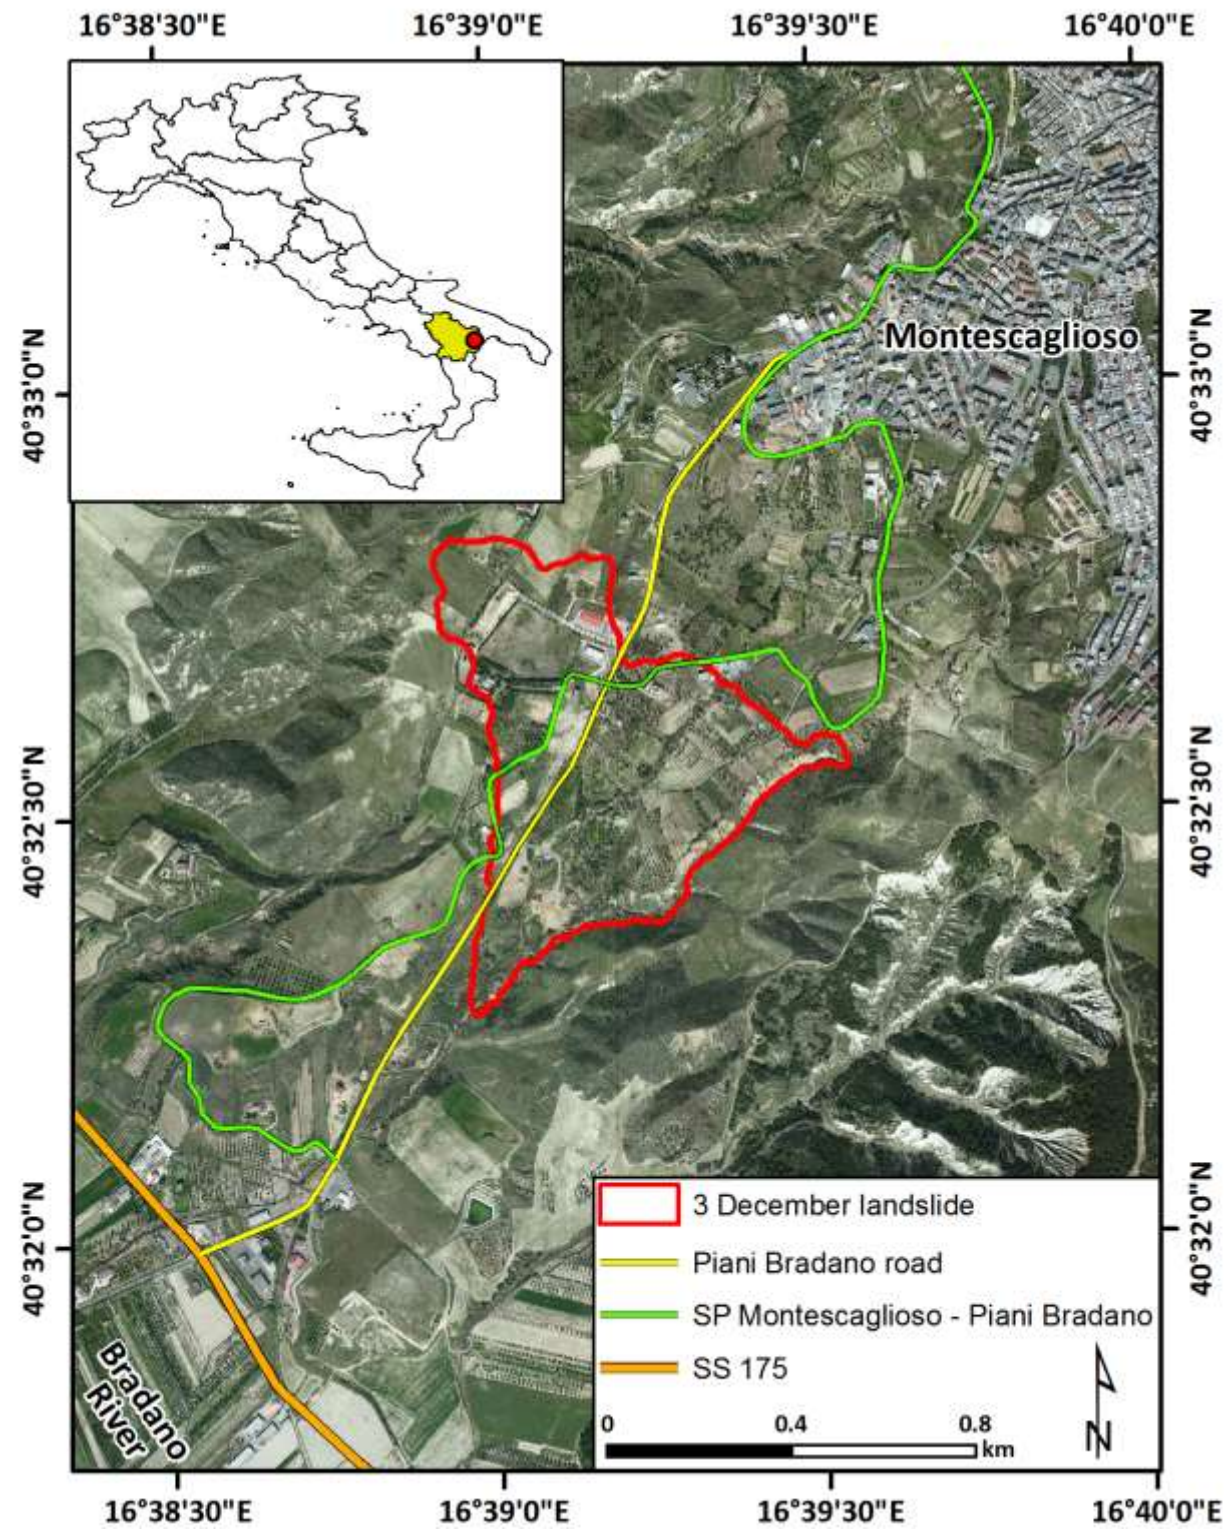 16°38'30"E
16°39'0"E
16°39'30"E
16°40'0"E
40°33'0"N
40°33'0"N
Montescaglioso
40°32'30"N
40°32'30"N
40°32'0"N
40°32'0"N
3 December landslide
Piani Bradano road
SP Montescaglioso - Piani Bradano
SS 175
Bradano
River
0 0.4 0.8
km
N
16°38'30"E
16°39'0"E
16°39'30"E
16°40'0"E